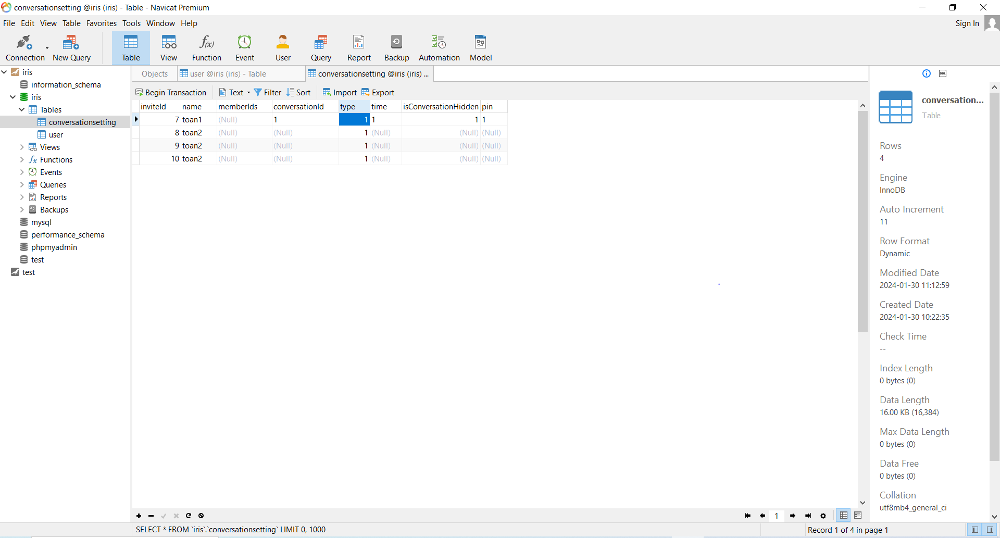 conversationsetting @iris (iris) - Table - Navicat Premium
File Edit View Table Favorites Tools Window Help
Sign In
Connection New Query Table View Function Event User Query Report Backup Automation Model
iris
information_schema
iris
Tables
conversationsetting
user
Views
Functions
Events
Queries
Reports
Backups
mysql
performance_schema
phpmyadmin
test
test
Objects user @iris (iris) - Table conversationsetting @iris (iris) ...
Begin Transaction Text Filter Sort Import Export
inviteId name memberIds conversationId type time isConversationHidden pin
7 toan1 (Null) 1 1 1 1 1
8 toan2 (Null) (Null) 1 (Null) (Null) (Null)
9 toan2 (Null) (Null) 1 (Null) (Null) (Null)
10 toan2 (Null) (Null) 1 (Null) (Null) (Null)
DDL
conversation...
Table
Rows
4
Engine
InnoDB
Auto Increment
11
Row Format
Dynamic
Modified Date
2024-01-30 11:12:59
Created Date
2024-01-30 10:22:35
Check Time
--
Index Length
0 bytes (0)
Data Length
16.00 KB (16,384)
Max Data Length
0 bytes (0)
Data Free
0 bytes (0)
Collation
utf8mb4_general_ci
1
SELECT * FROM `iris`.`conversationsetting` LIMIT 0, 1000
Record 1 of 4 in page 1